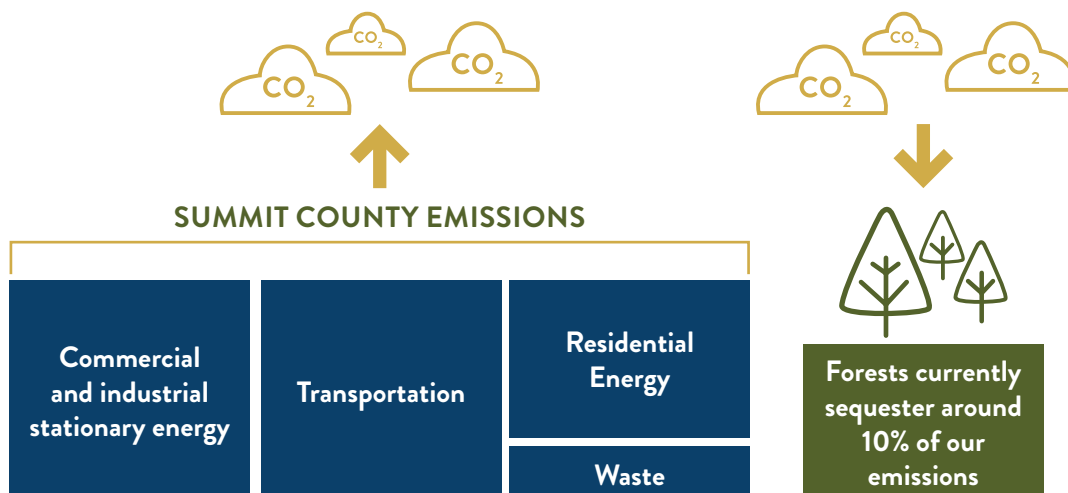 CO₂
CO₂
CO₂
CO₂
CO₂
CO₂
SUMMIT COUNTY EMISSIONS
Commercial
and industrial
stationary energy
Transportation
Residential
Energy
Waste
Forests currently
sequester around
10% of our
emissions